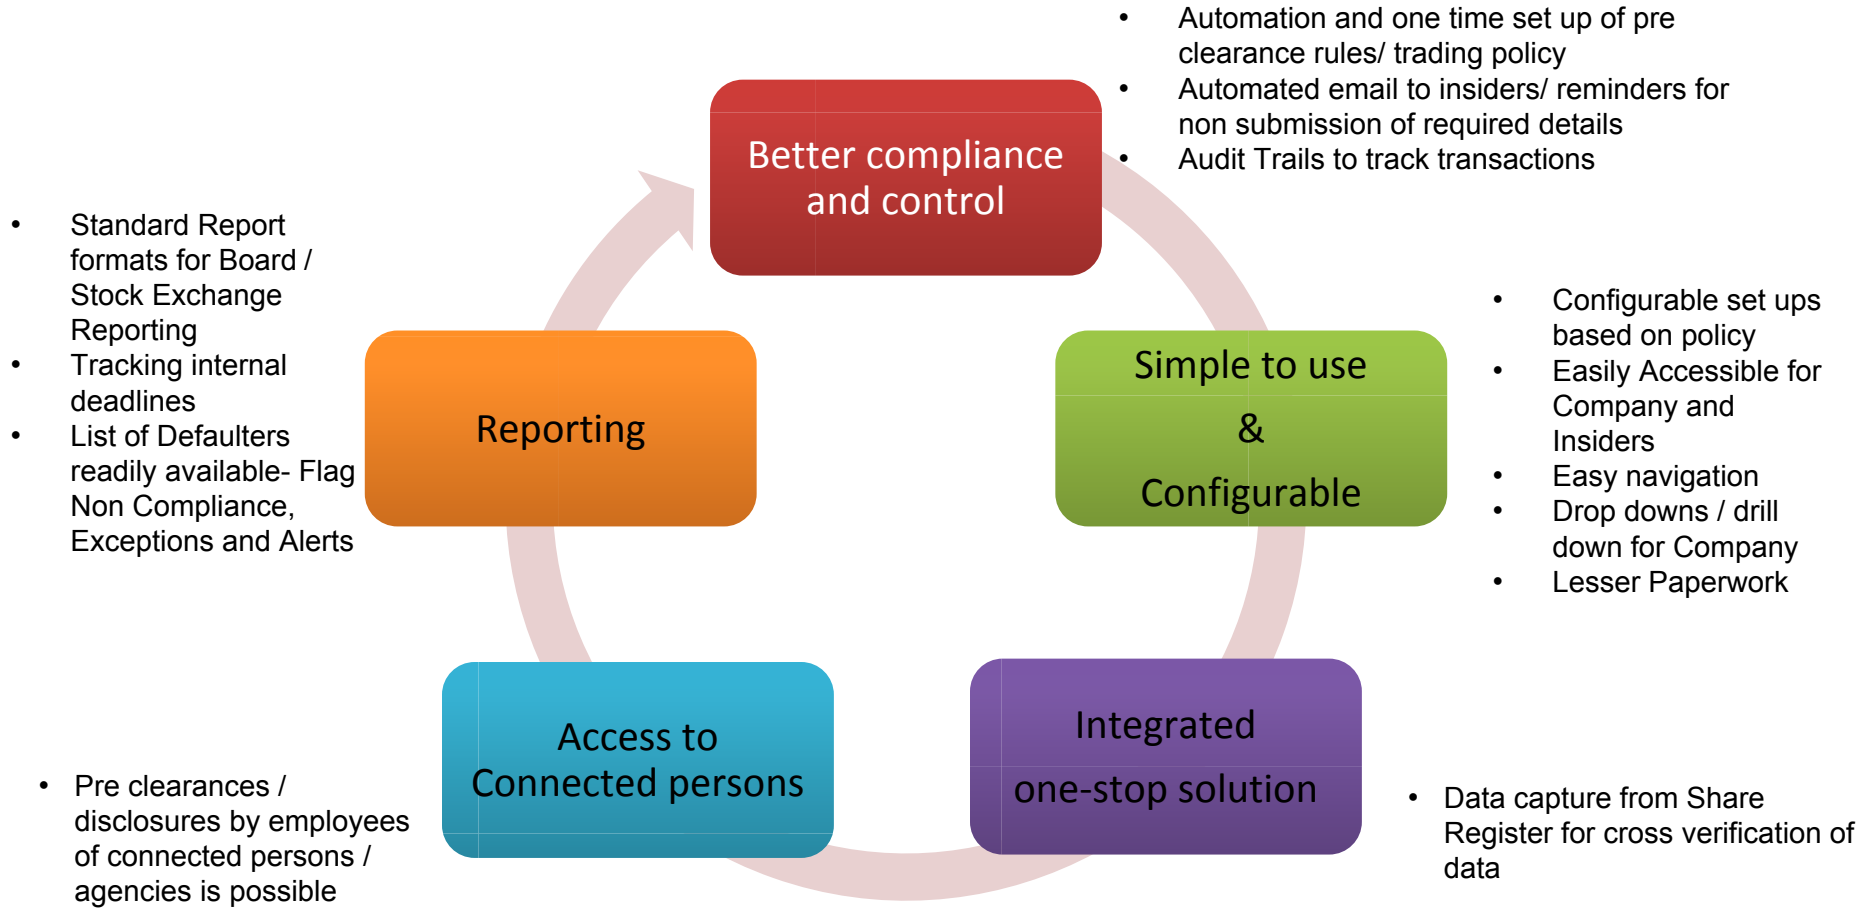 • Automation and one time set up of pre
clearance rules/ trading policy
• Automated email to insiders/ reminders for
non submission of required details
• Audit Trails to track transactions
Better compliance
and control
• Standard Report
formats for Board /
Stock Exchange
Reporting
• Tracking internal
deadlines
• List of Defaulters
readily available- Flag
Non Compliance,
Exceptions and Alerts
Reporting
Simple to use
&
Configurable
• Configurable set ups
based on policy
• Easily Accessible for
Company and
Insiders
• Easy navigation
• Drop downs / drill
down for Company
• Lesser Paperwork
Access to
Connected persons
Integrated
one-stop solution
• Pre clearances /
disclosures by employees
of connected persons /
agencies is possible
• Data capture from Share
Register for cross verification of
data